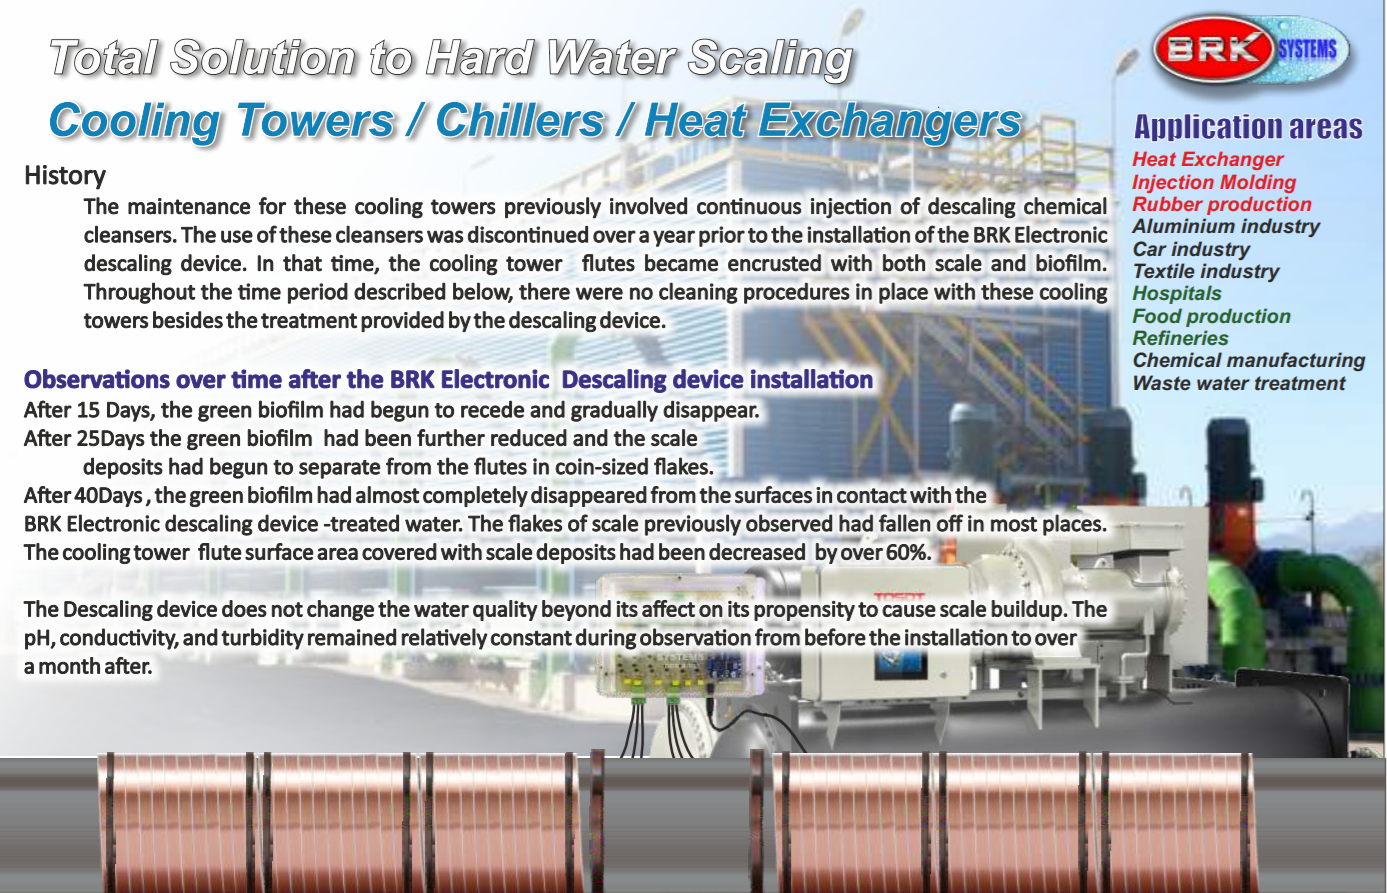 Total Solution to Hard Water Scaling
BRK SYSTEMS
Cooling Towers / Chillers / Heat Exchangers
Application areas
Heat Exchanger
Injection Molding
Rubber production
Aluminium industry
Car industry
Textile industry
Hospitals
Food production
Refineries
Chemical manufacturing
Waste water treatment
History
The maintenance for these cooling towers previously involved continuous injection of descaling chemical
cleansers. The use of these cleansers was discontinued over a year prior to the installation of the BRK Electronic
descaling device. In that time, the cooling tower flutes became encrusted with both scale and biofilm.
Throughout the time period described below, there were no cleaning procedures in place with these cooling
towers besides the treatment provided by the descaling device.
Observations over time after the BRK Electronic Descaling device installation
After 15 Days, the green biofilm had begun to recede and gradually disappear.
After 25Days the green biofilm had been further reduced and the scale
deposits had begun to separate from the flutes in coin-sized flakes.
After 40Days , the green biofilm had almost completely disappeared from the surfaces in contact with the
BRK Electronic descaling device -treated water. The flakes of scale previously observed had fallen off in most places.
The cooling tower flute surface area covered with scale deposits had been decreased by over 60%.
The Descaling device does not change the water quality beyond its affect on its propensity to cause scale buildup. The
pH, conductivity, and turbidity remained relatively constant during observation from before the installation to over
a month after.
TOSOT
SYSTEMS